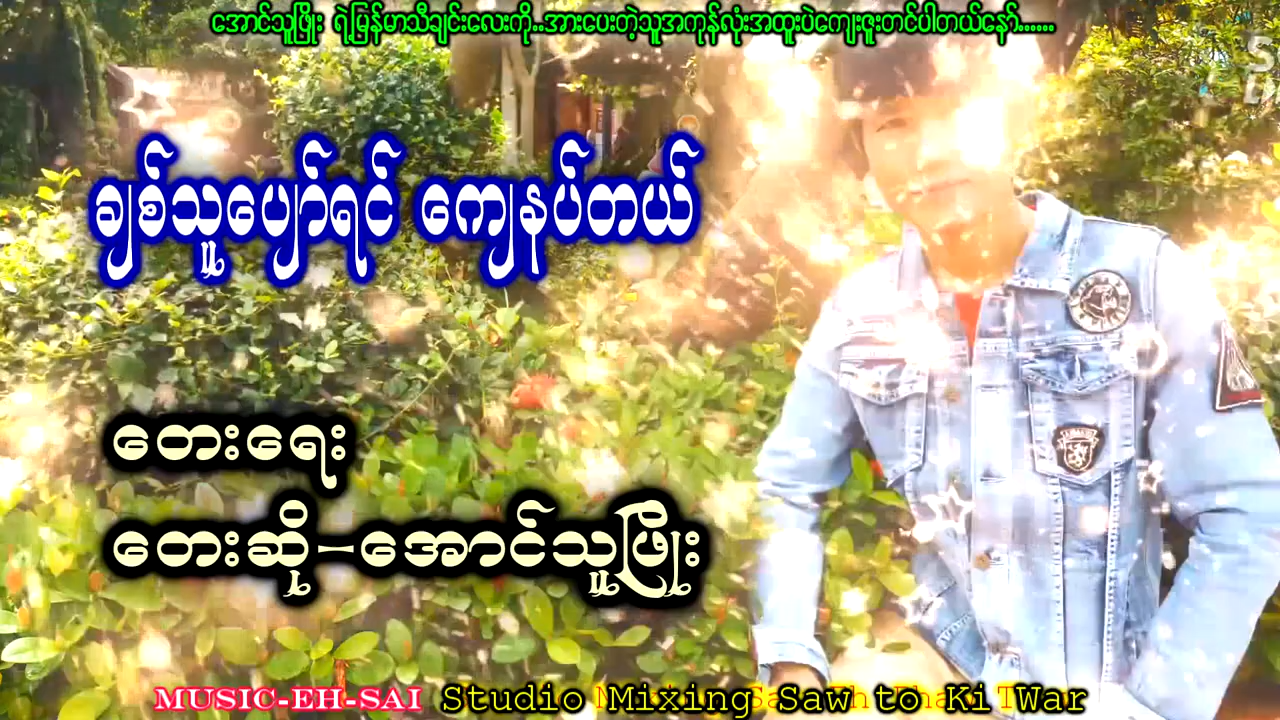 အောင်သူဖြိုး ရဲ့မြန်မာသီချင်းလေးကို..အားပေးတဲ့သူအကုန်လုံးအထူးပဲကျေးဇူးတင်ပါတယ်နော်......
ချစ်သူပျော်ရင် ကျေနပ်တယ်
တေးရေး
တေးဆို-အောင်သူဖြိုး
MUSIC-EH-SAI Studio Mixing Saw to Ki War